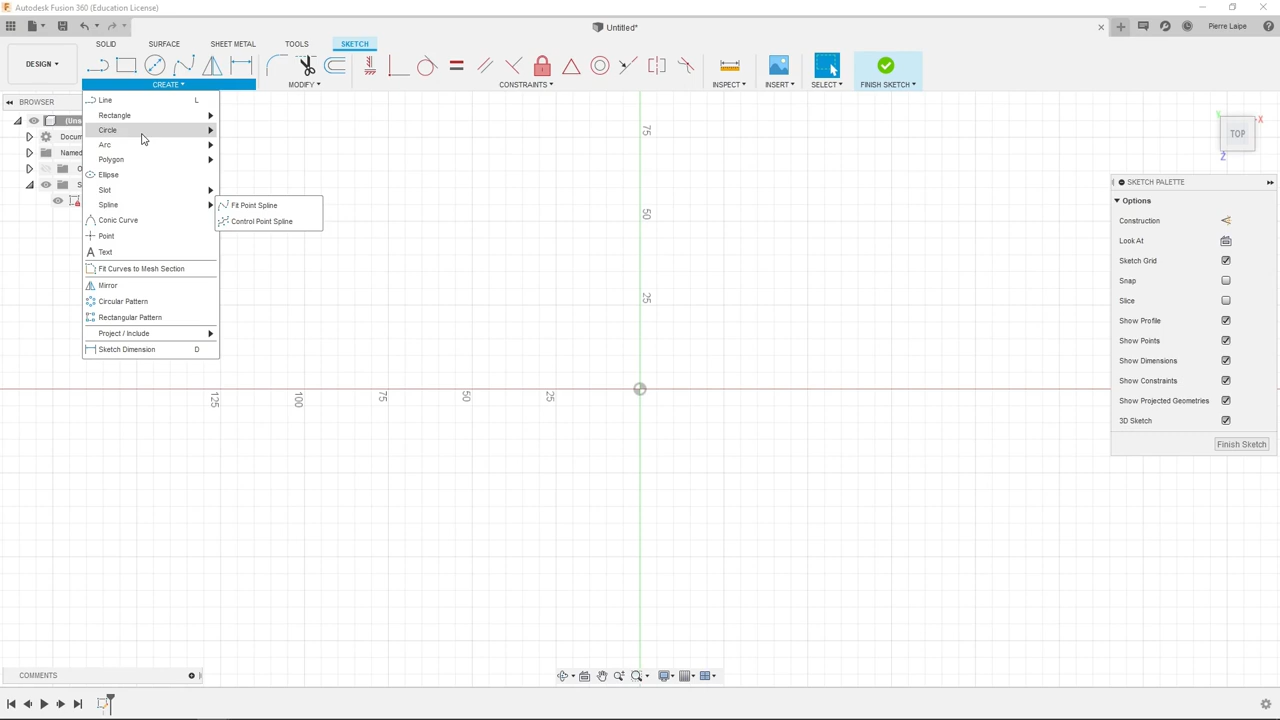 Autodesk Fusion 360 (Education License)
Untitled*
Pierre Laipe
DESIGN
SOLID
SURFACE
SHEET METAL
TOOLS
SKETCH
CREATE
MODIFY
CONSTRAINTS
INSPECT
INSERT
SELECT
FINISH SKETCH
BROWSER
(Una
Docum
Named
O
S
Line L
Rectangle
Circle
Arc
Polygon
Ellipse
Slot
Spline
Conic Curve
Point
Text
Fit Curves to Mesh Section
Mirror
Circular Pattern
Rectangular Pattern
Project / Include
Sketch Dimension D
Fit Point Spline
Control Point Spline
75
50
25
125
100
75
50
25
Y
X
TOP
Z
SKETCH PALETTE
Options
Construction
Look At
Sketch Grid
Snap
Slice
Show Profile
Show Points
Show Dimensions
Show Constraints
Show Projected Geometries
3D Sketch
Finish Sketch
COMMENTS